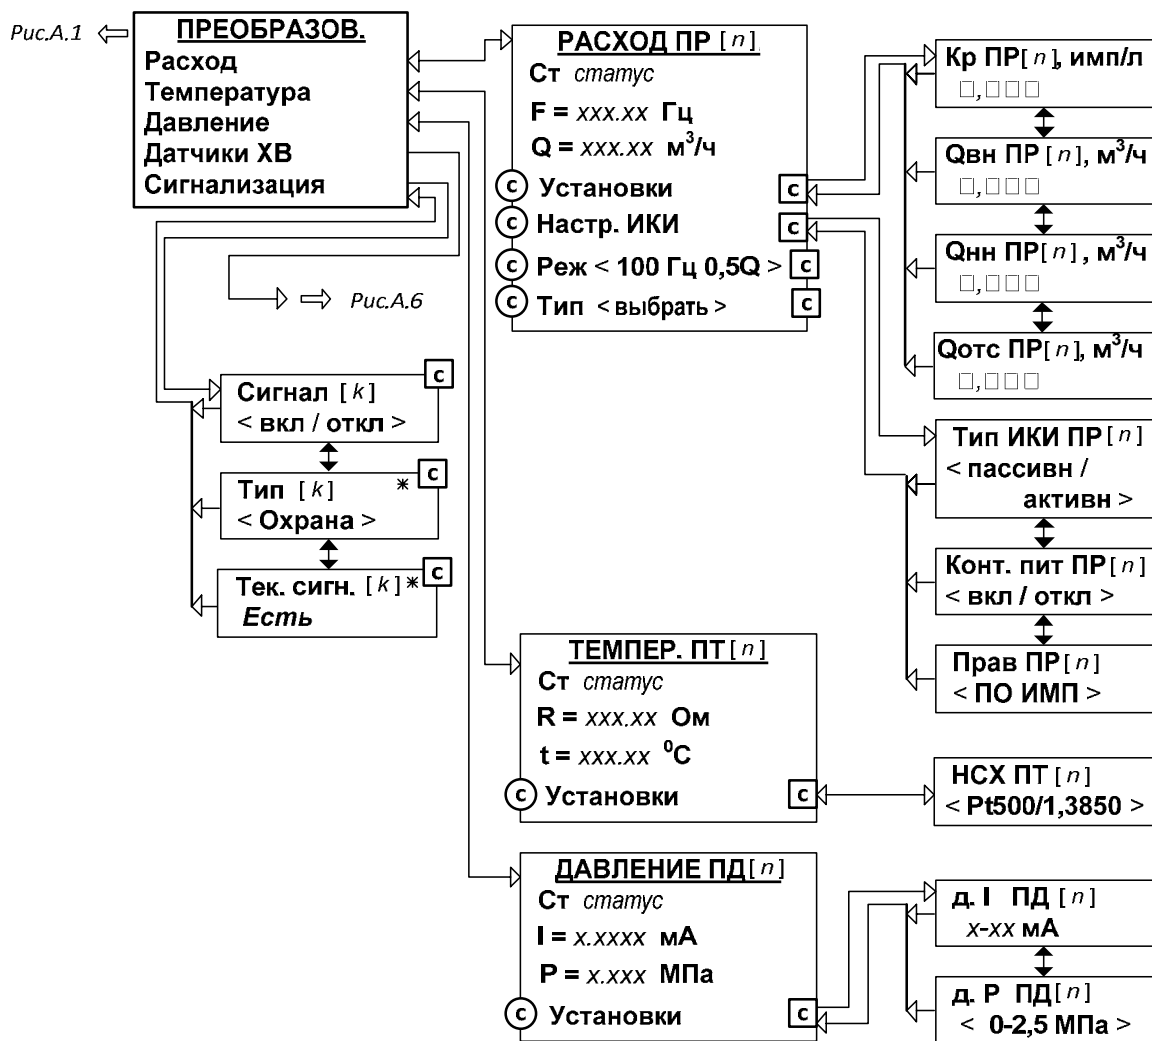 Рис.А.1
ПРЕОБРАЗОВ.
Расход
Температура
Давление
Датчики ХВ
Сигнализация
Рис.А.6
Сигнал [k]
с
< вкл / откл >
Тип [k]
* с
< Охрана >
Тек. сигн. [k]* с
Есть
РАСХОД ПР [n]
Ст статус
F = xxx.xx Гц
Q = xxx.xx м³/ч
с Установки с
с Настр. ИКИ с
с Реж < 100 Гц 0,5Q > с
с Тип < выбрать > с
Кр ПР[n], имп/л
□,□□□
Qвн ПР[n], м³/ч
□,□□□
Qнн ПР[n], м³/ч
□,□□□
Qотс ПР[n], м³/ч
□,□□□
Тип ИКИ ПР[n]
< пассивн /
активн >
Конт. пит ПР[n]
< вкл / откл >
Прав ПР[n]
< ПО ИМП >
ТЕМПЕР. ПТ[n]
Ст статус
R = xxx.xx Ом
t = xxx.xx ⁰С
с Установки с
НСХ ПТ [n]
< Pt500/1,3850 >
ДАВЛЕНИЕ ПД[n]
Ст статус
I = x.xxxx мА
P = x.xxx МПа
с Установки с
д. I ПД [n]
x-xx мА
д. P ПД[n]
< 0-2,5 МПа >